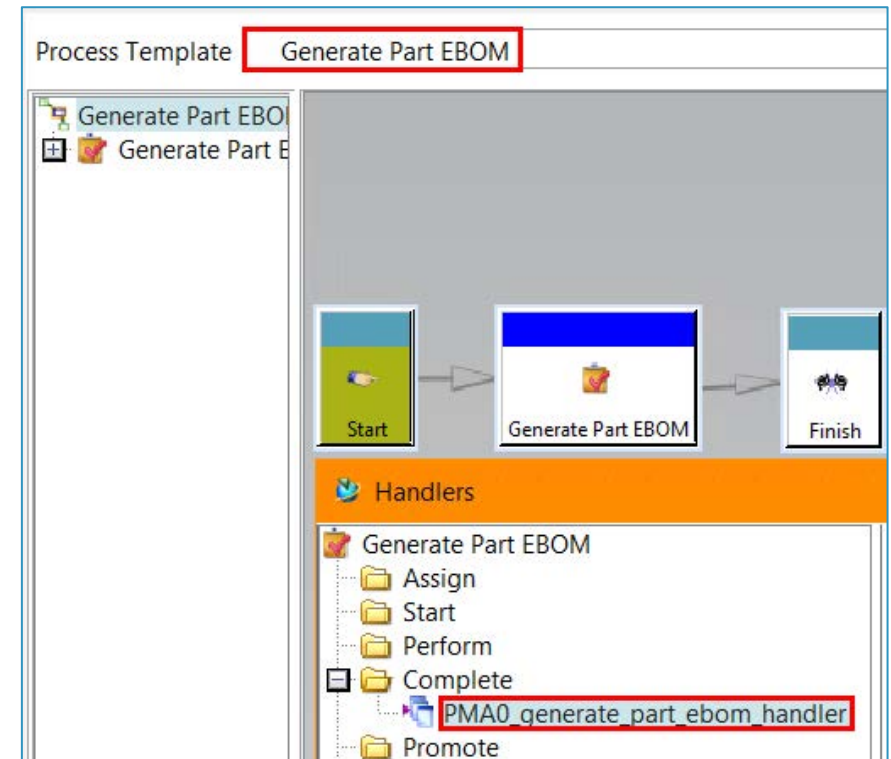 Process Template Generate Part EBOM
Generate Part EBO
Generate Part E
Start
Generate Part EBOM
Finish
Handlers
Generate Part EBOM
Assign
Start
Perform
Complete
PMA0_generate_part_ebom_handler
Promote